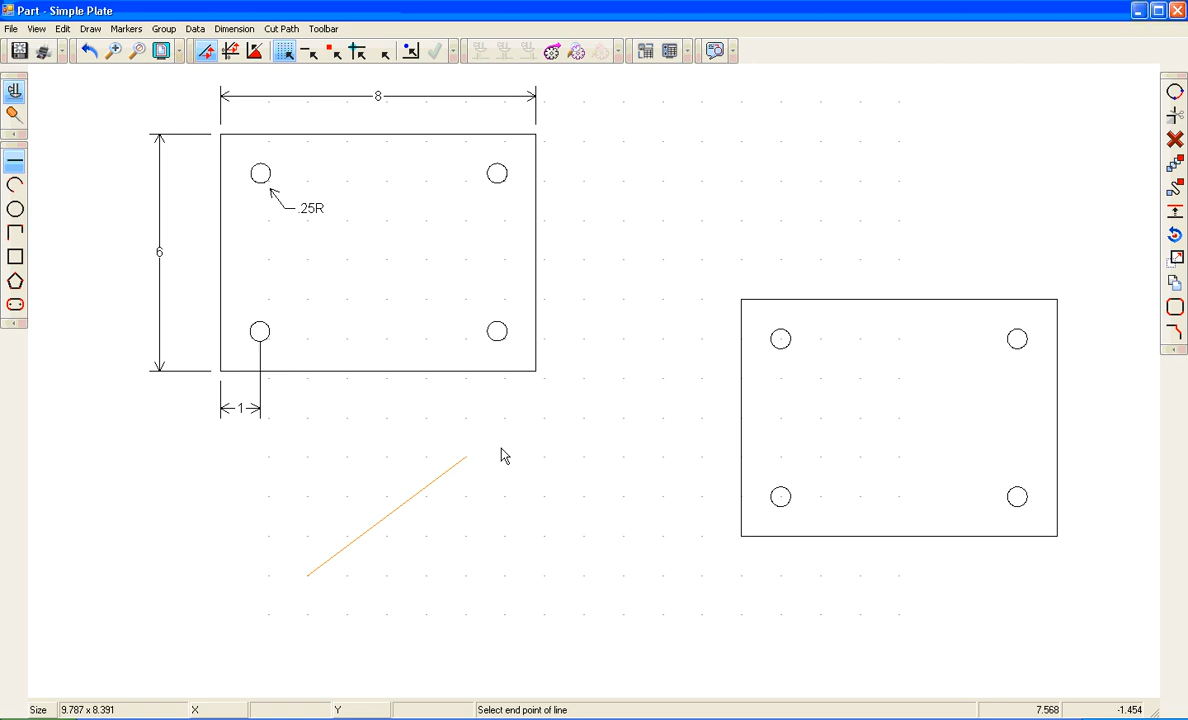 Part - Simple Plate
File View Edit Draw Markers Group Data Dimension Cut Path Toolbar
8
.25R
6
1
Size 9.787 x 8.391 X Y Select end point of line 7.568 -1.454